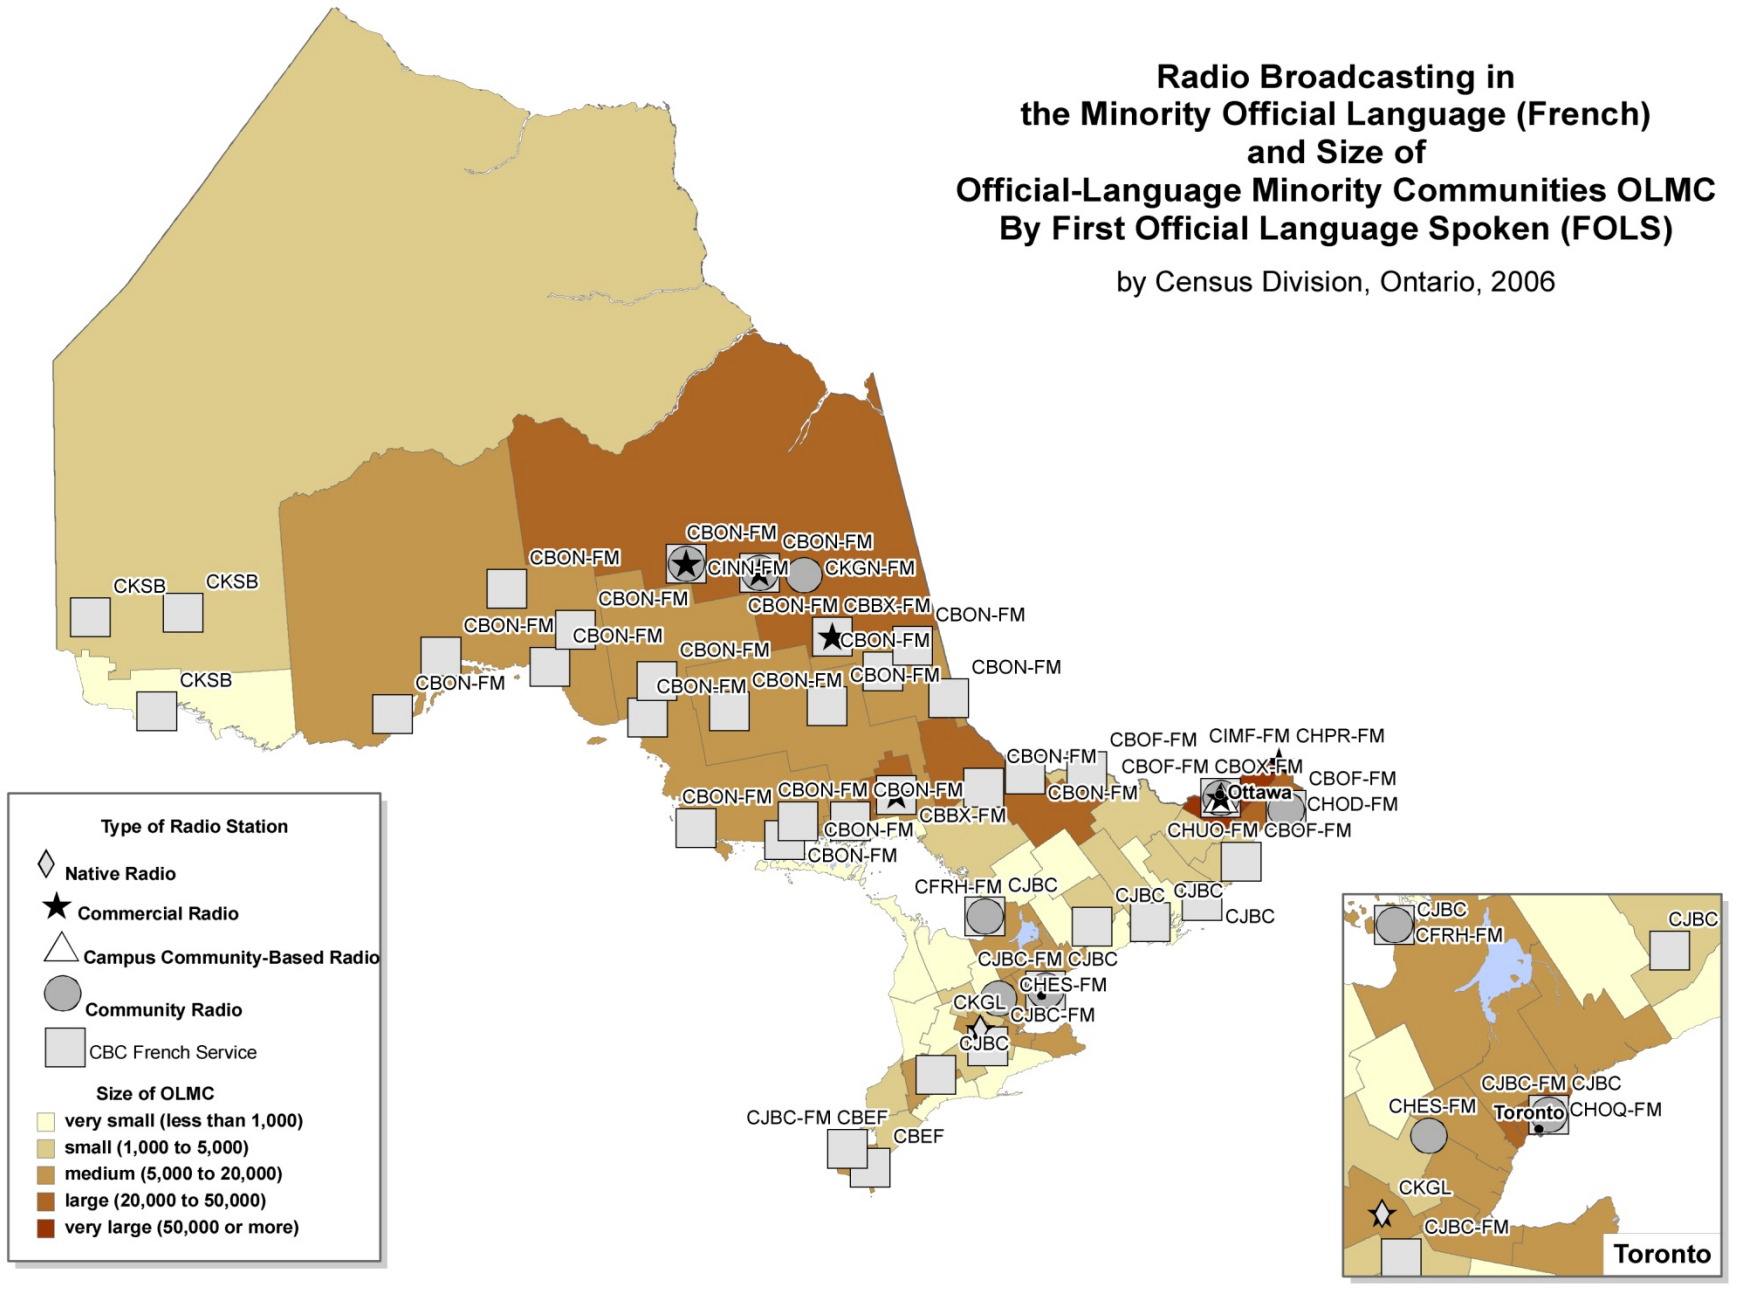 Radio Broadcasting in
the Minority Official Language (French)
and Size of
Official-Language Minority Communities OLMC
By First Official Language Spoken (FOLS)
by Census Division, Ontario, 2006
CBON-FM
CBON-FM
CBON-FM
CINN-FM
CKGN-FM
CKSB
CKSB
CBON-FM
CBON-FM
CBBX-FM
CBON-FM
CBON-FM
CBON-FM
CBON-FM
CBON-FM
CBON-FM
CBON-FM
CKSB
CBON-FM
CBON-FM
CBON-FM
CBON-FM
CIMF-FM
CHPR-FM
CBOF-FM
CBON-FM
CBOF-FM
CBOX-FM
CBOF-FM
CBON-FM
CBON-FM
CBON-FM
CBON-FM
Ottawa
CHOD-FM
CBBX-FM
CBON-FM
CHUO-FM
CBOF-FM
CBON-FM
CFRH-FM
CJBC
CJBC
CJBC
CJBC
CJBC-FM
CJBC
CHES-FM
CKGL
CJBC-FM
CJBC
CJBC-FM
CBEF
CBEF
Type of Radio Station
Native Radio
Commercial Radio
Campus Community-Based Radio
Community Radio
CBC French Service
Size of OLMC
very small (less than 1,000)
small (1,000 to 5,000)
medium (5,000 to 20,000)
large (20,000 to 50,000)
very large (50,000 or more)
CJBC
CFRH-FM
CJBC
CJBC-FM
CJBC
CHES-FM
Toronto
CHOQ-FM
CKGL
CJBC-FM
Toronto